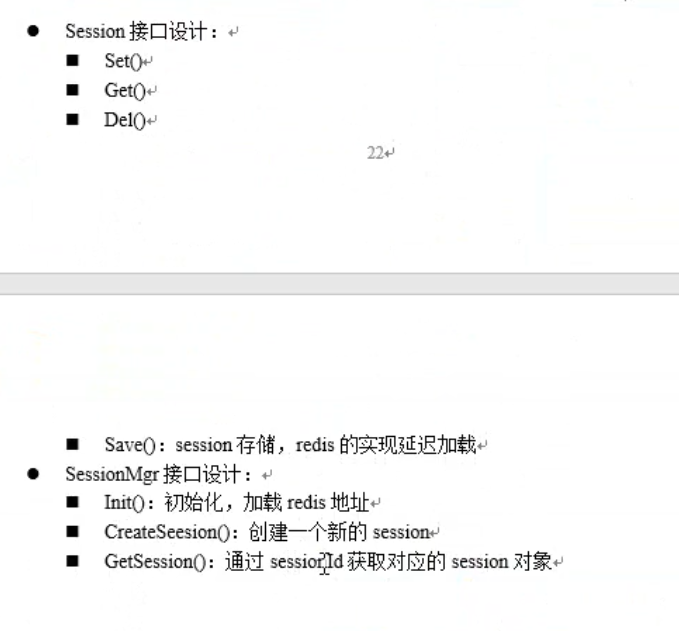 ● Session 接口设计：
■ Set()
■ Get()
■ Del()
22
■ Save()：session 存储，redis 的实现延迟加载
● SessionMgr 接口设计：
■ Init()：初始化，加载 redis 地址
■ CreateSeesion()：创建一个新的 session
■ GetSession()：通过 sessionId 获取对应的 session 对象